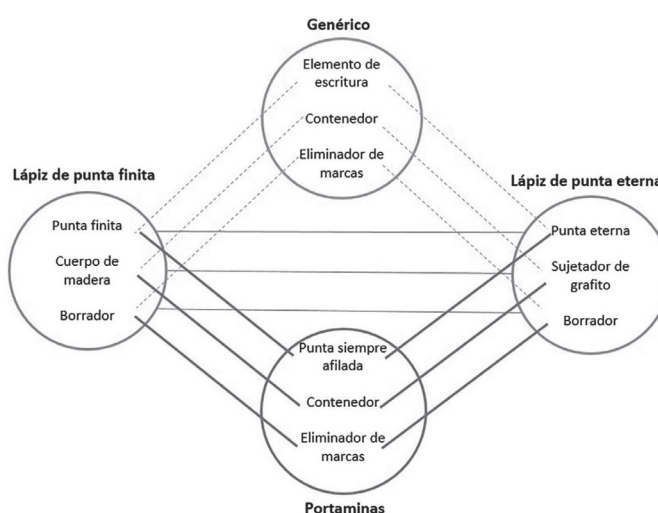 Genérico
Elemento de
escritura
Contenedor
Eliminador de
marcas
Lápiz de punta finita
Punta finita
Cuerpo de
madera
Borrador
Lápiz de punta eterna
Punta eterna
Sujetador de
grafito
Borrador
Punta siempre
afilada
Contenedor
Eliminador de
marcas
Portaminas